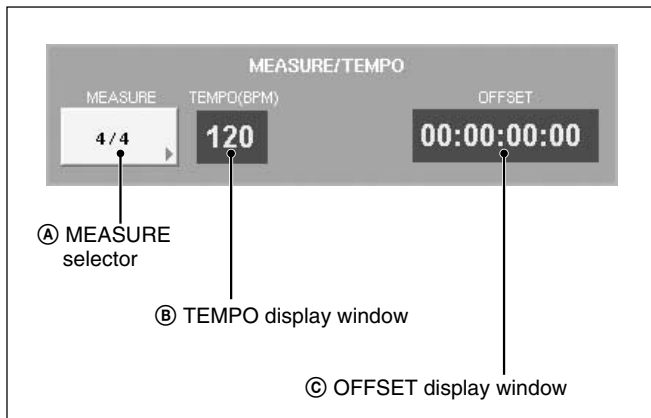 MEASURE/TEMPO
MEASURE TEMPO(BPM) OFFSET
4/4 120 00:00:00:00
Ⓐ MEASURE
selector
Ⓑ TEMPO display window
Ⓒ OFFSET display window